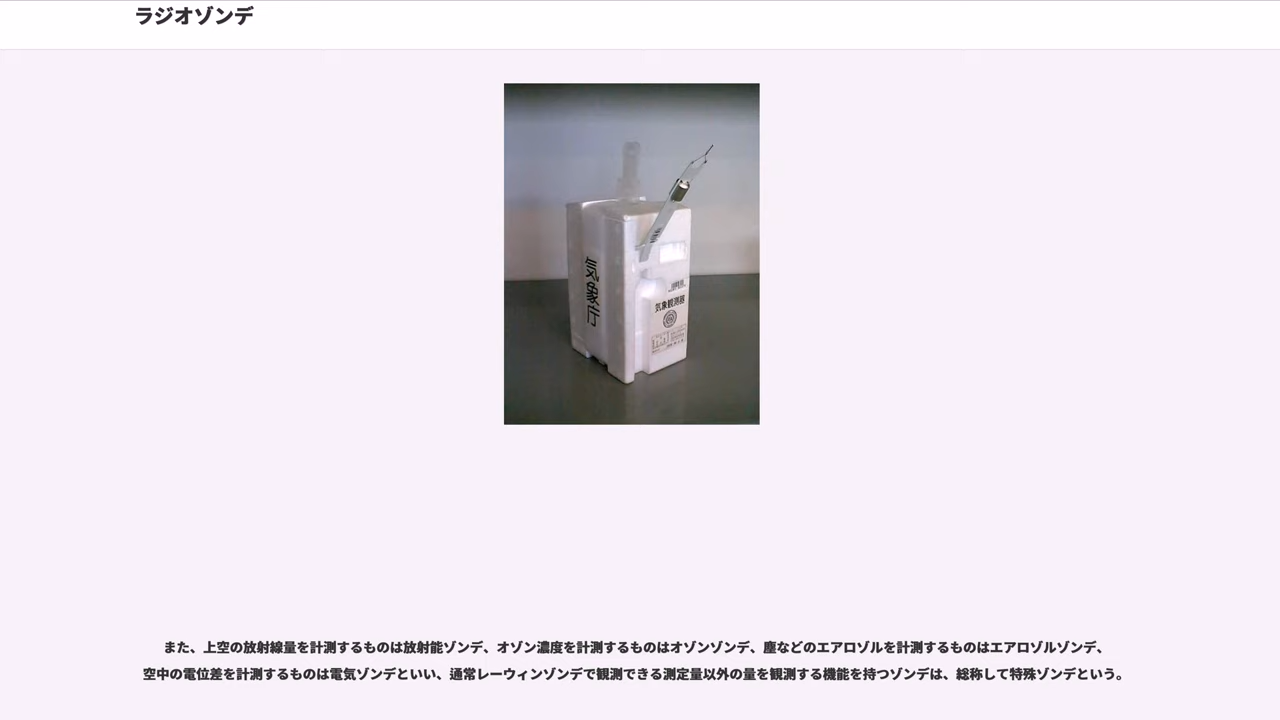 ラジオゾンデ
気象庁
気象観測器
また、上空の放射線量を計測するものは放射能ゾンデ、オゾン濃度を計測するものはオゾンゾンデ、塵などのエアロゾルを計測するものはエアロゾルゾンデ、
空中の電位差を計測するものは電気ゾンデといい、通常レーウィンゾンデで観測できる測定量以外の量を観測する機能を持つゾンデは、総称して特殊ゾンデという。